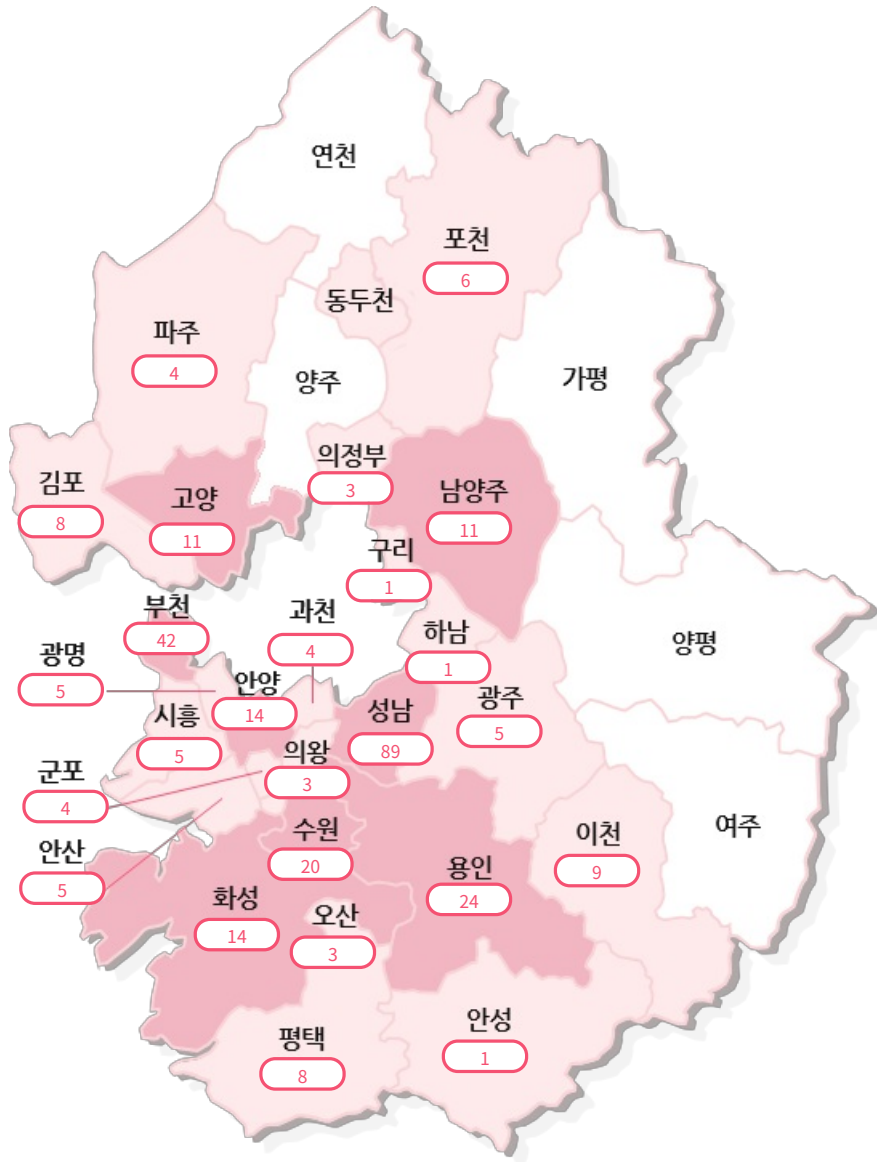 연천
포천
6
동두천
파주
4
양주
가평
의정부
3
김포
8
고양
11
남양주
11
구리
1
부천
42
과천
4
하남
1
양평
광명
5
안양
14
시흥
5
성남
89
광주
5
의왕
3
군포
4
수원
20
이천
9
여주
안산
5
용인
24
화성
14
오산
3
안성
1
평택
8